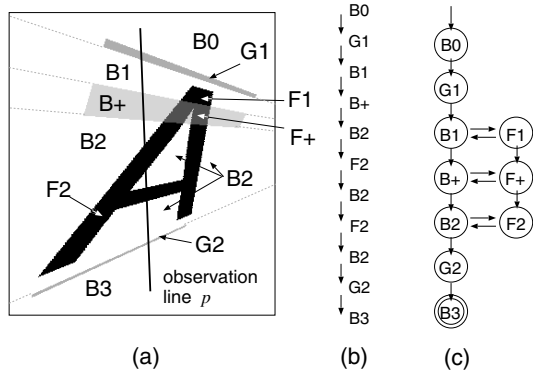 B0
G1
B1
B+
F1
F+
B2
B2
F2
G2
B3
observation
line p
(a)
B0
G1
B1
B+
B2
F2
B2
F2
B2
G2
B3
(b)
B0
G1
B1 F1
B+ F+
B2 F2
G2
B3
(c)